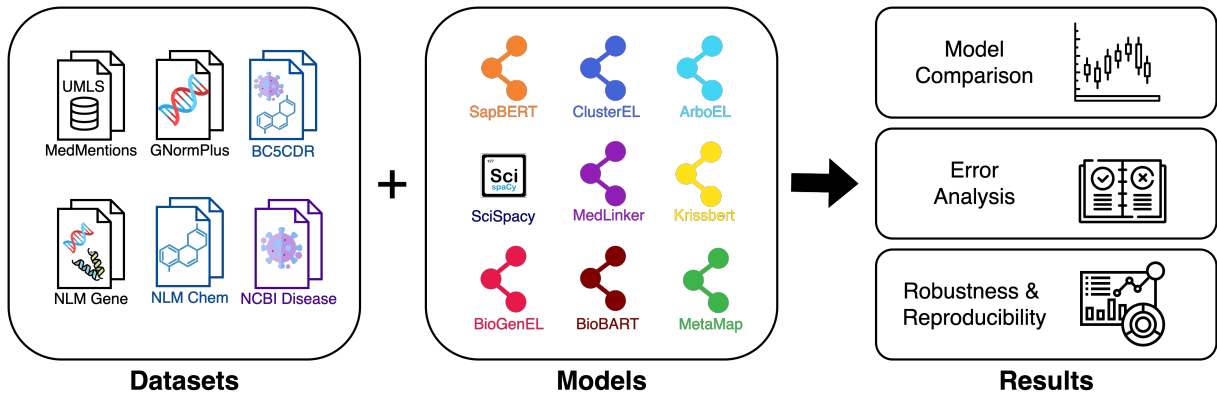 UMLS
MedMentions
GNormPlus
BC5CDR
NLM Gene
NLM Chem
NCBI Disease
Datasets
+
SapBERT
ClusterEL
ArboEL
127
Sci
spaCy
SciSpacy
MedLinker
Krissbert
BioGenEL
BioBART
MetaMap
Models
Model
Comparison
Error
Analysis
Robustness &
Reproducibility
Results